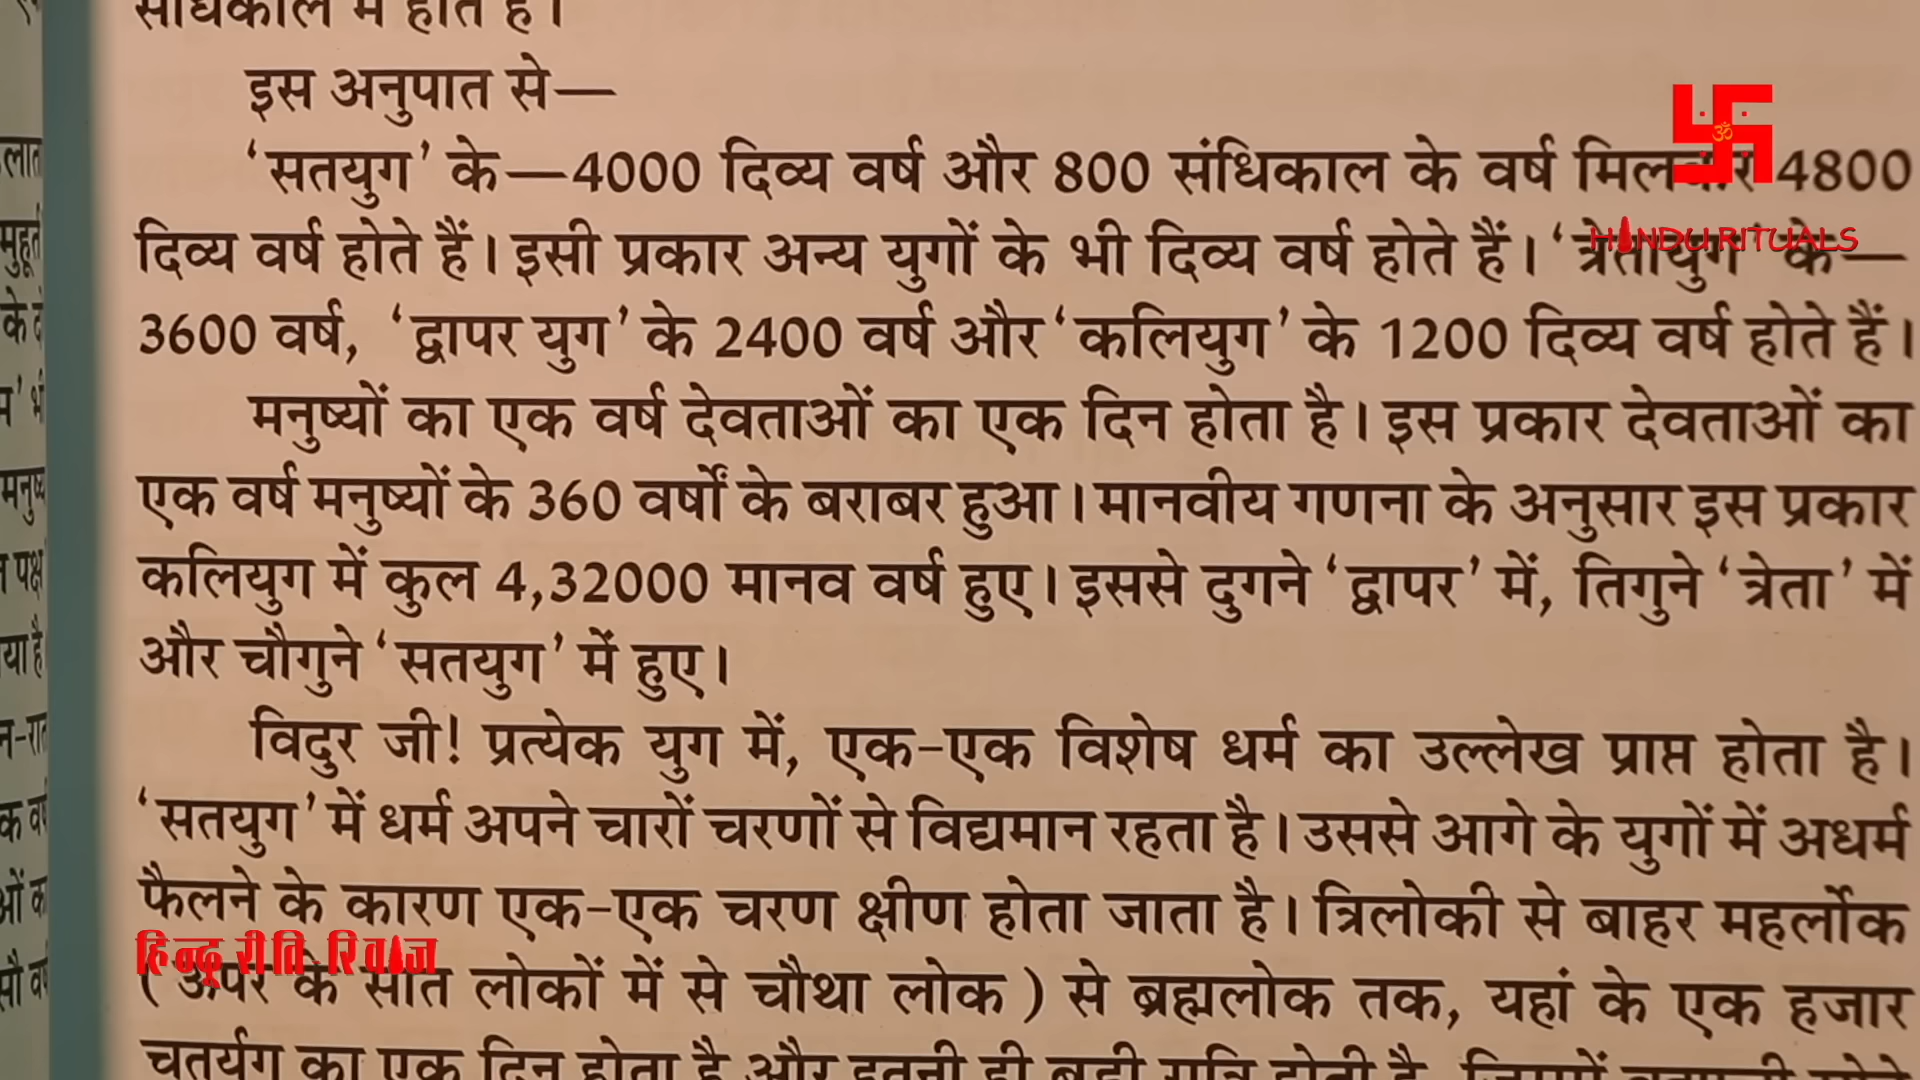 संधिकाल में होते हैं।
इस अनुपात से—
‘सतयुग’ के—4000 दिव्य वर्ष और 800 संधिकाल के वर्ष मिलकर 4800
दिव्य वर्ष होते हैं। इसी प्रकार अन्य युगों के भी दिव्य वर्ष होते हैं। ‘त्रेतायुग’ के—
HINDU RITUALS
3600 वर्ष, ‘द्वापर युग’ के 2400 वर्ष और ‘कलियुग’ के 1200 दिव्य वर्ष होते हैं।
मनुष्यों का एक वर्ष देवताओं का एक दिन होता है। इस प्रकार देवताओं का
एक वर्ष मनुष्यों के 360 वर्षों के बराबर हुआ। मानवीय गणना के अनुसार इस प्रकार
कलियुग में कुल 4,32000 मानव वर्ष हुए। इससे दुगने ‘द्वापर’ में, तिगुने ‘त्रेता’ में
और चौगुने ‘सतयुग’ में हुए।
विदुर जी! प्रत्येक युग में, एक-एक विशेष धर्म का उल्लेख प्राप्त होता है।
‘सतयुग’ में धर्म अपने चारों चरणों से विद्यमान रहता है। उससे आगे के युगों में अधर्म
फैलने के कारण एक-एक चरण क्षीण होता जाता है। त्रिलोकी से बाहर महर्लोक
हिन्दू रीति-रिवाज
(ऊपर के सात लोकों में से चौथा लोक) से ब्रह्मलोक तक, यहां के एक हजार
चतुर्युग का एक दिन होता है और इतनी ही बड़ी रात्रि होती है,